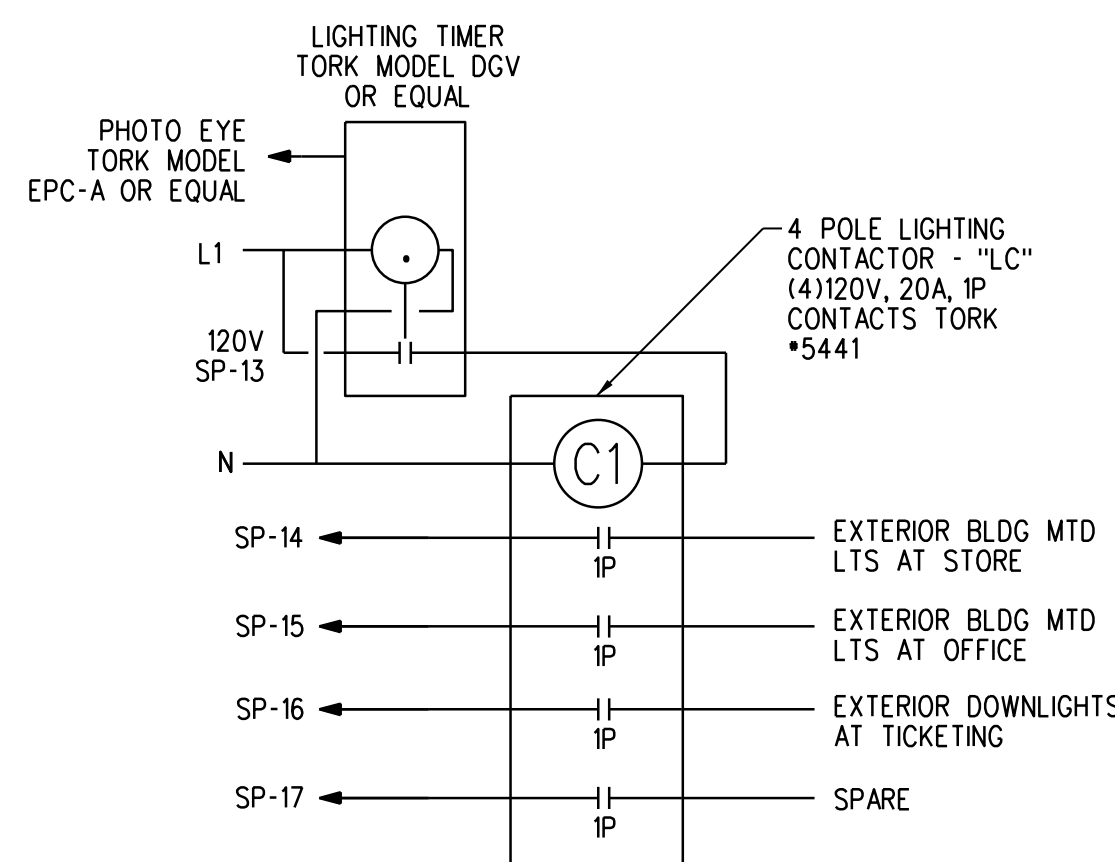 LIGHTING TIMER
TORK MODEL DGV
OR EQUAL
PHOTO EYE
TORK MODEL
EPC-A OR EQUAL
L1
120V
SP-13
N
4 POLE LIGHTING
CONTACTOR - "LC"
(4)120V, 20A, 1P
CONTACTS TORK
*5441
C1
SP-14
1P
EXTERIOR BLDG MTD
LTS AT STORE
SP-15
1P
EXTERIOR BLDG MTD
LTS AT OFFICE
SP-16
1P
EXTERIOR DOWNLIGHTS
AT TICKETING
SP-17
1P
SPARE